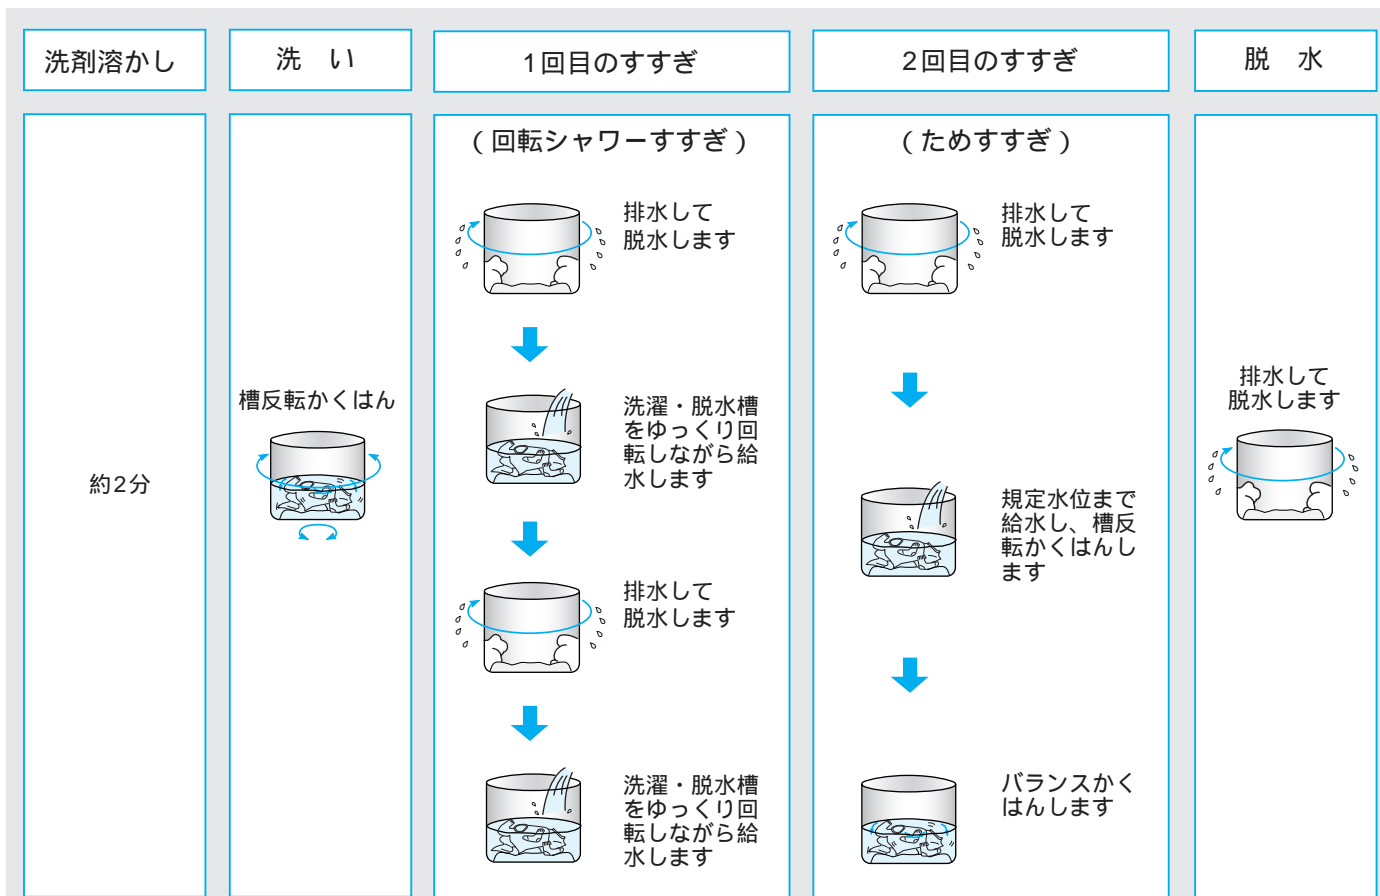 洗剤溶かし
洗 い
1回目のすすぎ
2回目のすすぎ
脱 水
約2分
槽反転かくはん
(回転シャワーすすぎ)
排水して
脱水します
洗濯・脱水槽
をゆっくり回
転しながら給
水します
排水して
脱水します
洗濯・脱水槽
をゆっくり回
転しながら給
水します
(ためすすぎ)
排水して
脱水します
規定水位まで
給水し、槽反
転かくはんし
ます
バランスかく
はんします
排水して
脱水します